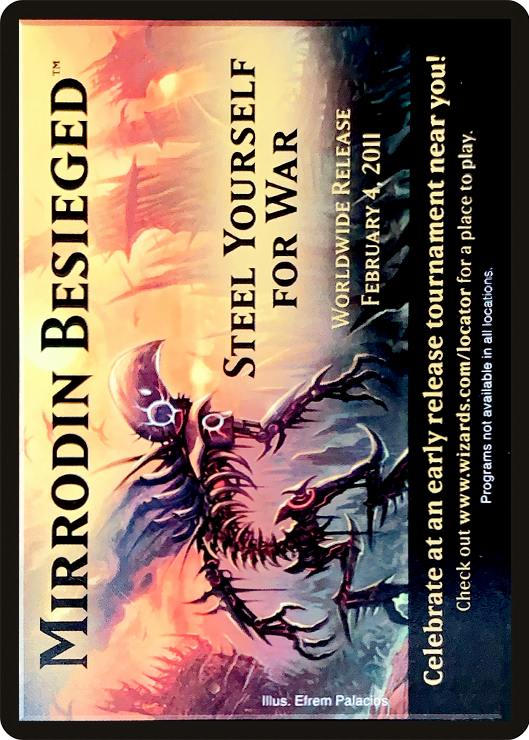 MIRRODIN BESIEGED™
STEEL YOURSELF
FOR WAR
WORLDWIDE RELEASE
FEBRUARY 4, 2011
Illus. Efrem Palacios
Celebrate at an early release tournament near you!
Check out www.wizards.com/locator for a place to play.
Programs not available in all locations.